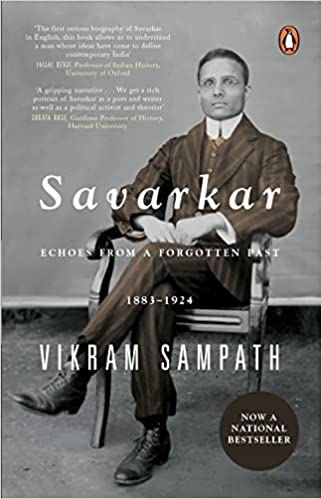 'The first serious biography of Savarkar
in English, this book allows us to understand
a man whose ideas have come to define
contemporary India'
FAISAL DEVJI, Professor of Indian History,
University of Oxford
'A gripping narrative . . . We get a rich
portrait of Savarkar as a poet and writer
as well as a political activist and theorist'
SUGATA BOSE, Gardiner Professor of History,
Harvard University
Savarkar
ECHOES FROM A FORGOTTEN PAST
1883–1924
VIKRAM SAMPATH
NOW A
NATIONAL
BESTSELLER